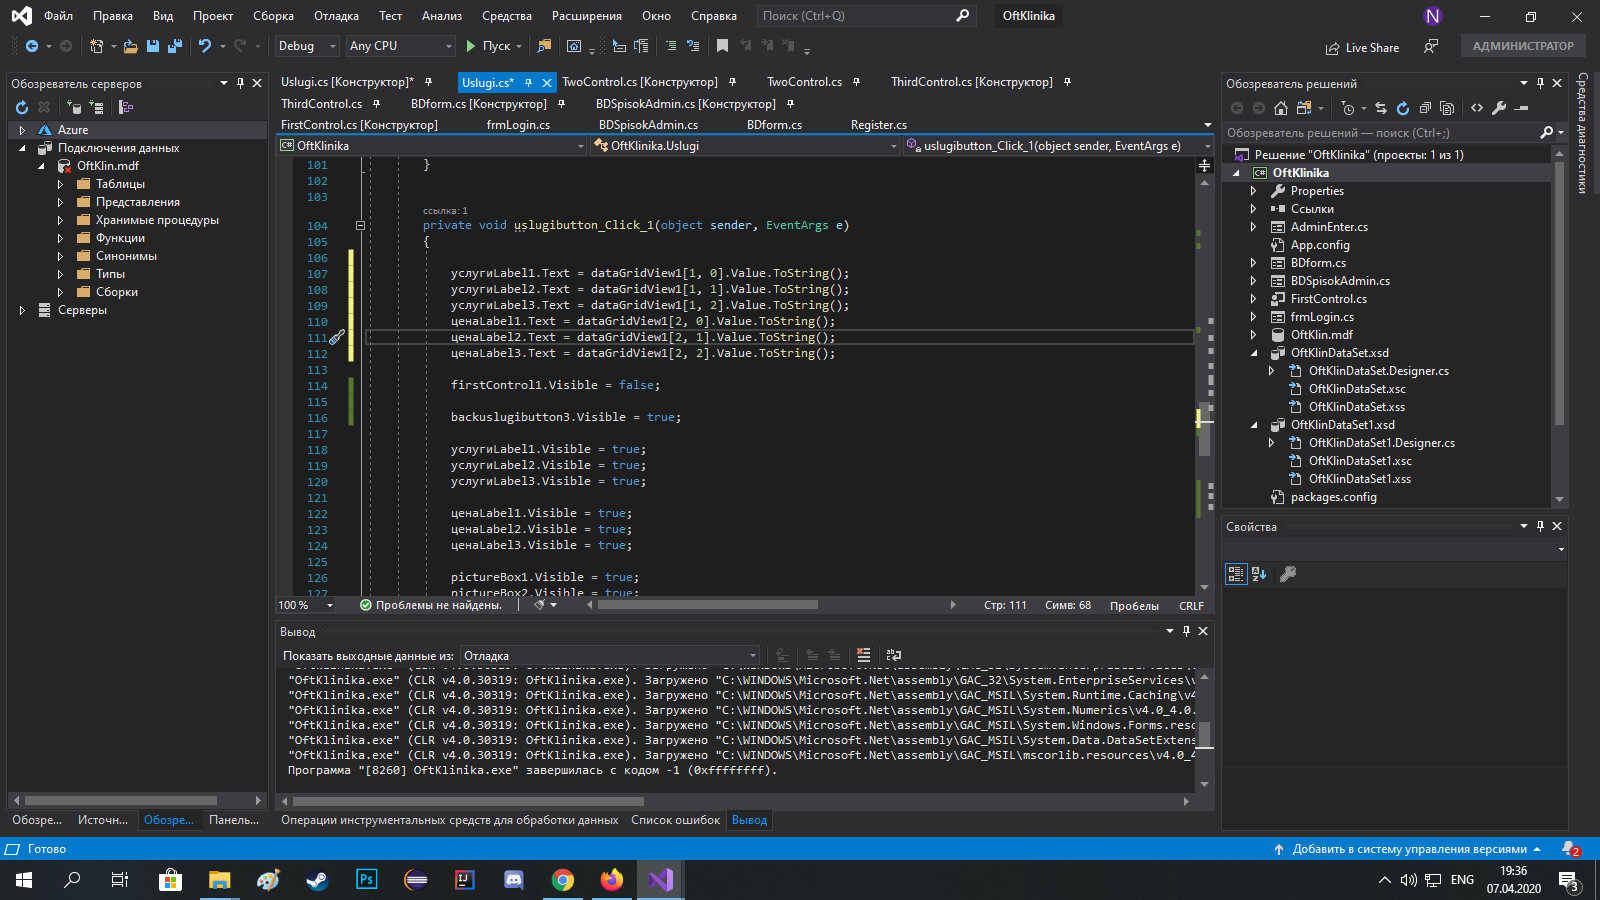 Файл Правка Вид Проект Сборка Отладка Тест Анализ Средства Расширения Окно Справка Поиск (Ctrl+Q) OftKlinika N
Debug Any CPU Пуск Live Share АДМИНИСТРАТОР
Обозреватель серверов
Azure
Подключения данных
OftKlin.mdf
Таблицы
Представления
Хранимые процедуры
Функции
Синонимы
Типы
Сборки
Серверы
Обозре... Источн... Обозре... Панель...
Uslugi.cs [Конструктор]* Uslugi.cs* TwoControl.cs [Конструктор] TwoControl.cs ThirdControl.cs [Конструктор]
ThirdControl.cs BDform.cs [Конструктор] BDSpisokAdmin.cs [Конструктор]
FirstControl.cs [Конструктор] frmLogin.cs BDSpisokAdmin.cs BDform.cs Register.cs
OftKlinika OftKlinika.Uslugi uslugibutton_Click_1(object sender, EventArgs e)
101 }
102
103
ссылка: 1
104 private void uslugibutton_Click_1(object sender, EventArgs e)
105 {
106
107 услугиLabel1.Text = dataGridView1[1, 0].Value.ToString();
108 услугиLabel2.Text = dataGridView1[1, 1].Value.ToString();
109 услугиLabel3.Text = dataGridView1[1, 2].Value.ToString();
110 ценаLabel1.Text = dataGridView1[2, 0].Value.ToString();
111 ценаLabel2.Text = dataGridView1[2, 1].Value.ToString();
112 ценаLabel3.Text = dataGridView1[2, 2].Value.ToString();
113
114 firstControl1.Visible = false;
115
116 backuslugibutton3.Visible = true;
117
118 услугиLabel1.Visible = true;
119 услугиLabel2.Visible = true;
120 услугиLabel3.Visible = true;
121
122 ценаLabel1.Visible = true;
123 ценаLabel2.Visible = true;
124 ценаLabel3.Visible = true;
125
126 pictureBox1.Visible = true;
127 pictureBox2.Visible = true;
100 % Проблемы не найдены. Стр: 111 Симв: 68 Пробелы CRLF
Вывод
Показать выходные данные из: Отладка
"OftKlinika.exe" (CLR v4.0.30319: OftKlinika.exe). Загружено "C:\WINDOWS\Microsoft.Net\assembly\GAC_32\System.EnterpriseServices\v
"OftKlinika.exe" (CLR v4.0.30319: OftKlinika.exe). Загружено "C:\WINDOWS\Microsoft.Net\assembly\GAC_MSIL\System.Runtime.Caching\v4
"OftKlinika.exe" (CLR v4.0.30319: OftKlinika.exe). Загружено "C:\WINDOWS\Microsoft.Net\assembly\GAC_MSIL\System.Numerics\v4.0_4.0.
"OftKlinika.exe" (CLR v4.0.30319: OftKlinika.exe). Загружено "C:\WINDOWS\Microsoft.Net\assembly\GAC_MSIL\System.Windows.Forms.reso
"OftKlinika.exe" (CLR v4.0.30319: OftKlinika.exe). Загружено "C:\WINDOWS\Microsoft.Net\assembly\GAC_MSIL\System.Data.DataSetExtens
"OftKlinika.exe" (CLR v4.0.30319: OftKlinika.exe). Загружено "C:\WINDOWS\Microsoft.Net\assembly\GAC_MSIL\mscorlib.resources\v4.0_4
Программа "[8260] OftKlinika.exe" завершилась с кодом -1 (0xffffffff).
Операции инструментальных средств для обработки данных Список ошибок Вывод
Обозреватель решений
Обозреватель решений — поиск (Ctrl+;)
Решение "OftKlinika" (проекты: 1 из 1)
C# OftKlinika
Properties
Ссылки
AdminEnter.cs
App.config
BDform.cs
BDSpisokAdmin.cs
FirstControl.cs
frmLogin.cs
OftKlin.mdf
OftKlinDataSet.xsd
OftKlinDataSet.Designer.cs
OftKlinDataSet.xsc
OftKlinDataSet.xss
OftKlinDataSet1.xsd
OftKlinDataSet1.Designer.cs
OftKlinDataSet1.xsc
OftKlinDataSet1.xss
packages.config
Свойства
Средства диагностики
Готово Добавить в систему управления версиями 2
Ps IJ ENG 19:36
07.04.2020 3